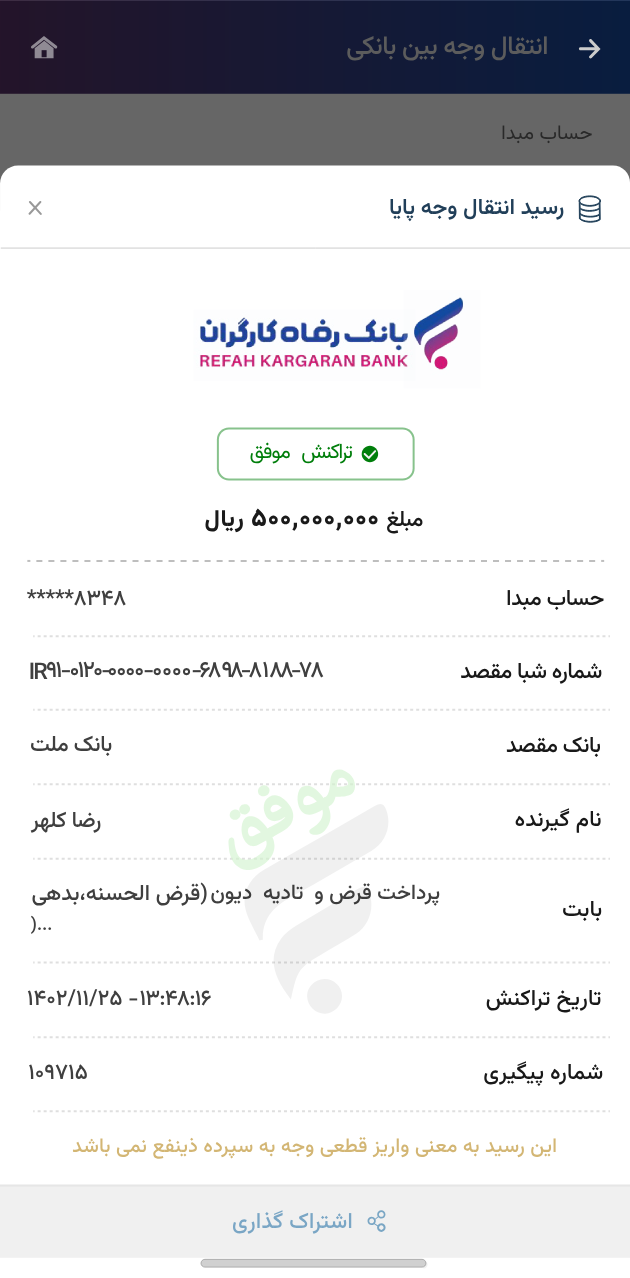 انتقال وجه بین بانکی
حساب مبدا
رسید انتقال وجه پایا
بانک رفاه کارگران
REFAH KARGARAN BANK
تراکنش موفق
مبلغ ۵۰۰,۰۰۰,۰۰۰ ریال
حساب مبدا *****۸۳۴۸
شماره شبا مقصد IR۹۱-۰۱۲۰-۰۰۰۰-۰۰۰۰-۶۸۹۸-۸۱۸۸-۷۸
بانک مقصد بانک ملت
نام گیرنده رضا کلهر
موفق
بابت پرداخت قرض و تادیه دیون(قرض الحسنه،بدهی
...(
تاریخ تراکنش ۱۴۰۲/۱۱/۲۵ -۱۳:۴۸:۱۶
شماره پیگیری ۱۰۹۷۱۵
این رسید به معنی واریز قطعی وجه به سپرده ذینفع نمی باشد
اشتراک گذاری